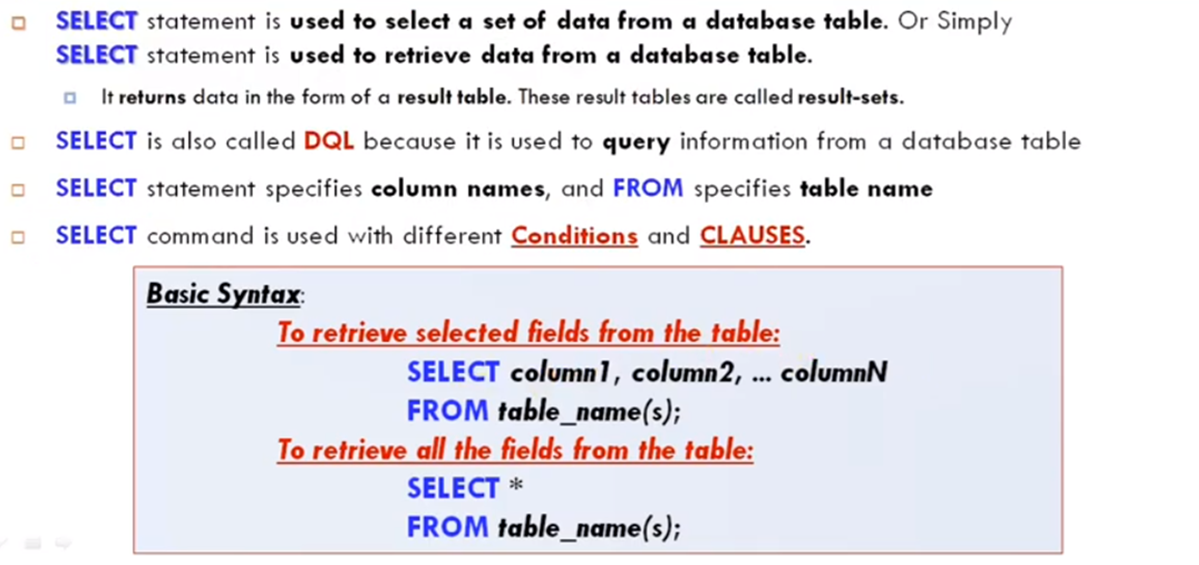 SELECT statement is used to select a set of data from a database table. Or Simply
SELECT statement is used to retrieve data from a database table.
It returns data in the form of a result table. These result tables are called result-sets.
SELECT is also called DQL because it is used to query information from a database table
SELECT statement specifies column names, and FROM specifies table name
SELECT command is used with different Conditions and CLAUSES.
Basic Syntax:
To retrieve selected fields from the table:
SELECT column1, column2, ... columnN
FROM table_name(s);
To retrieve all the fields from the table:
SELECT *
FROM table_name(s);